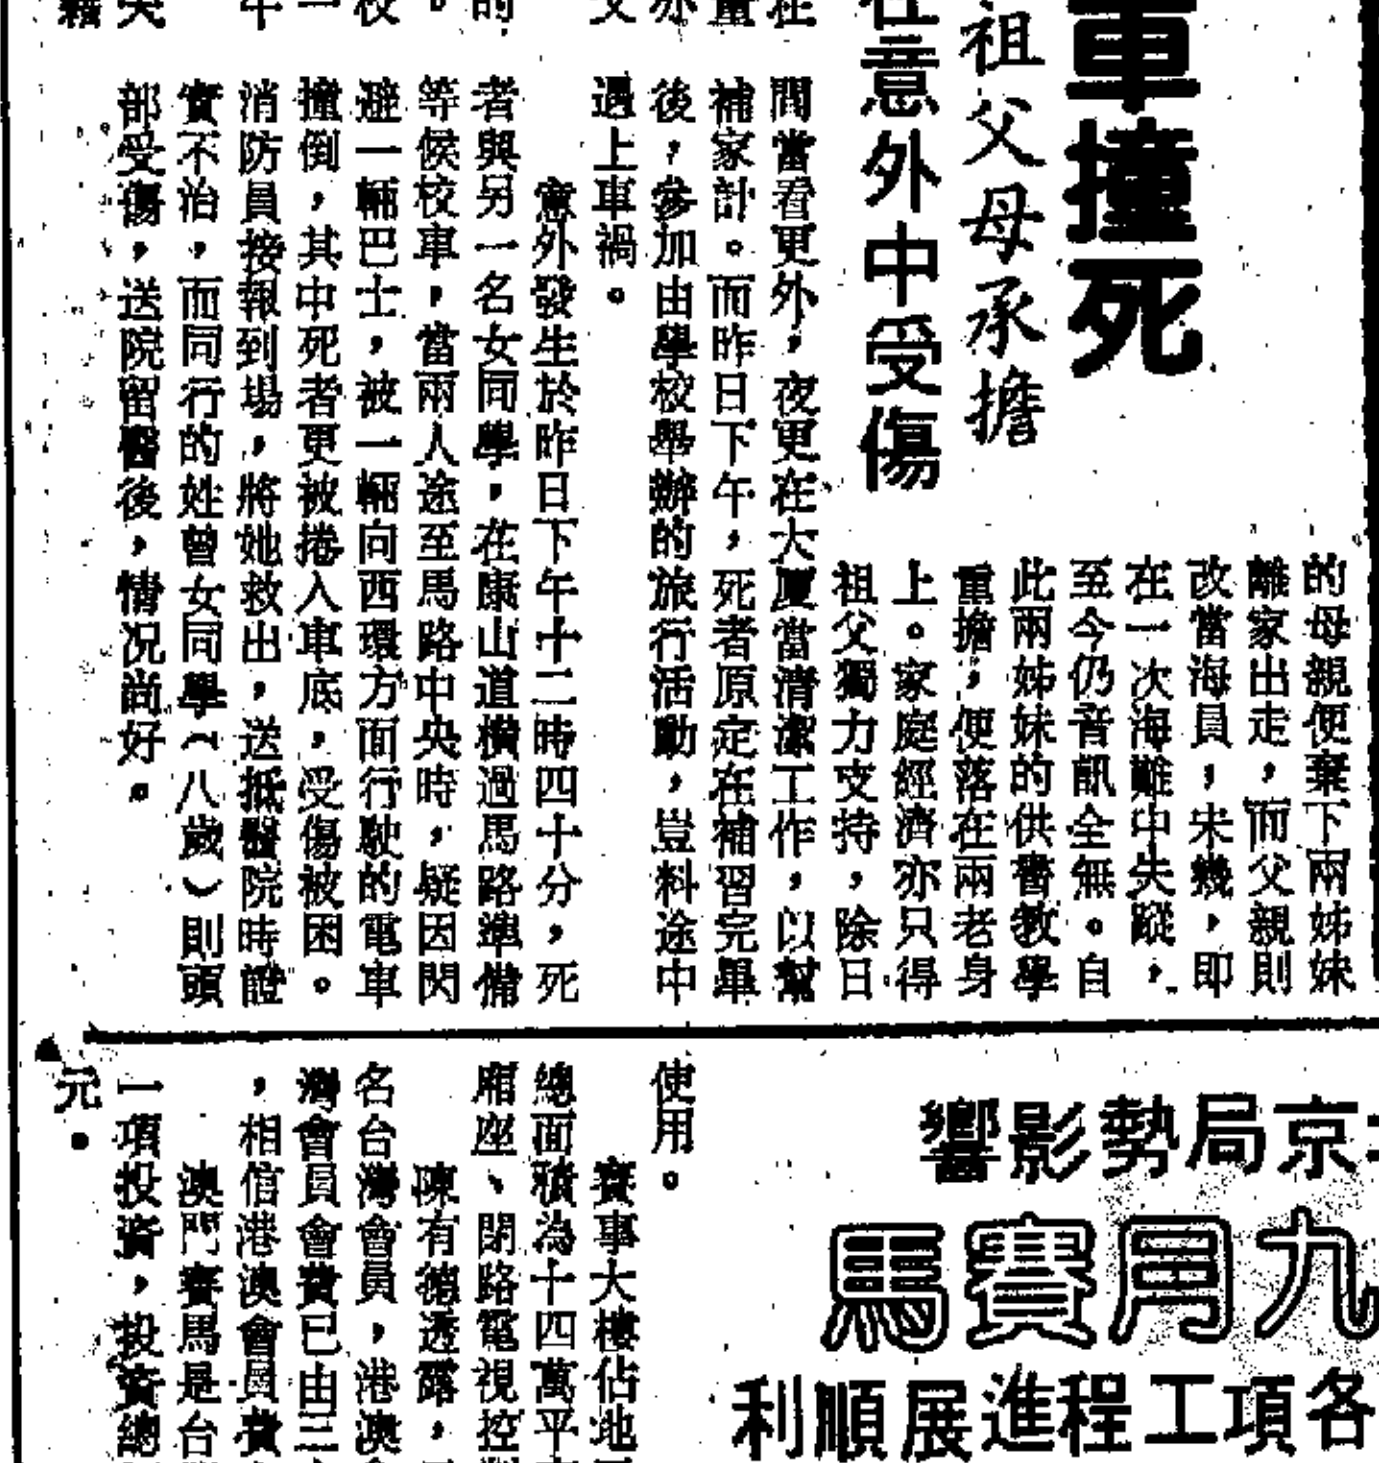 車撞死
祖父母承擔
在意外中受傷
的母親便棄下兩姊妹
離家出走，而父親則
改當海員，未幾，即
在一次海難中失蹤，
至今仍音訊全無。自
此兩姊妹的供書教學
重擔，便落在兩老身
上。家庭經濟亦只得
祖父獨力支持，除日
間當看更外，夜更在大厦當清潔工作，以幫
補家計。而昨日下午，死者原定在補習完畢
後，參加由學校舉辦的旅行活動，豈料途中
遇上車禍。
意外發生於昨日下午十二時四十分，死
者與另一名女同學，在康山道橫過馬路準備
等候校車，當兩人途至馬路中央時，疑因閃
避一輛巴士，被一輛向西環方面行駛的電車
撞倒，其中死者更被捲入車底，受傷被困。
消防員接報到場，將她救出，送抵醫院時證
實不治，而同行的姓曾女同學（八歲）則頭
部受傷，送院留醫後，情况尚好。
京局勢影響
九月賽馬
各項工程進展順利
使用。
賽事大樓佔地
總面積為十四萬平
廂座、閉路電視控
陳有德透露，
名台灣會員，港澳
灣會員會費已由三
，相信港澳會員費
澳門賽馬是台
一項投資，投資總
元。